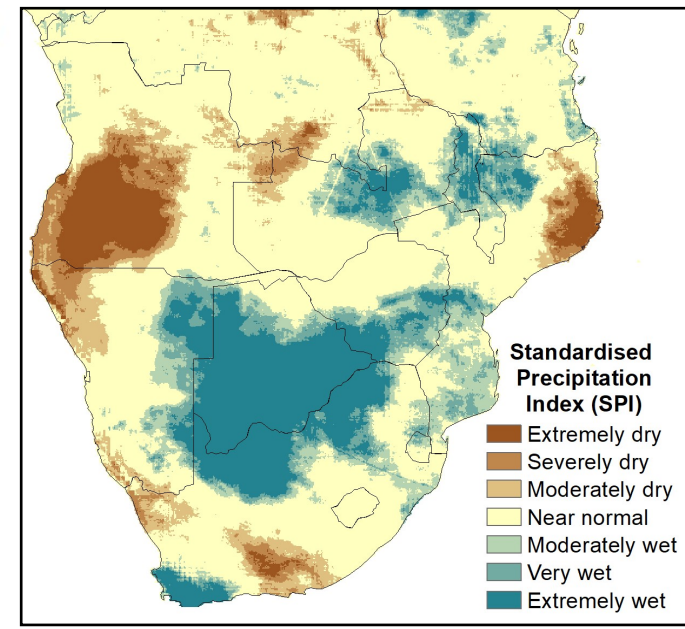 Standardised
Precipitation
Index (SPI)
Extremely dry
Severely dry
Moderately dry
Near normal
Moderately wet
Very wet
Extremely wet